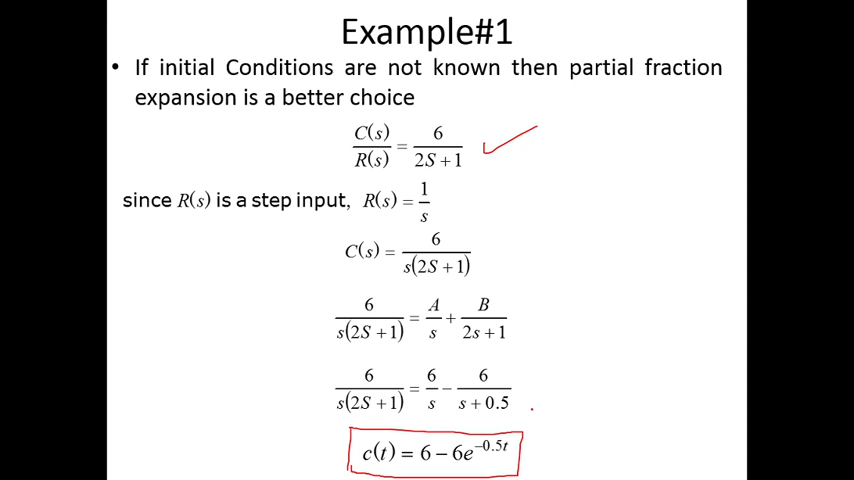 Example#1
• If initial Conditions are not known then partial fraction
expansion is a better choice
C(s)/R(s) = 6/(2S+1)
since R(s) is a step input, R(s) = 1/s
C(s) = 6/(s(2S+1))
6/(s(2S+1)) = A/s + B/(2s+1)
6/(s(2S+1)) = 6/s − 6/(s+0.5)
c(t) = 6 − 6e^(−0.5t)